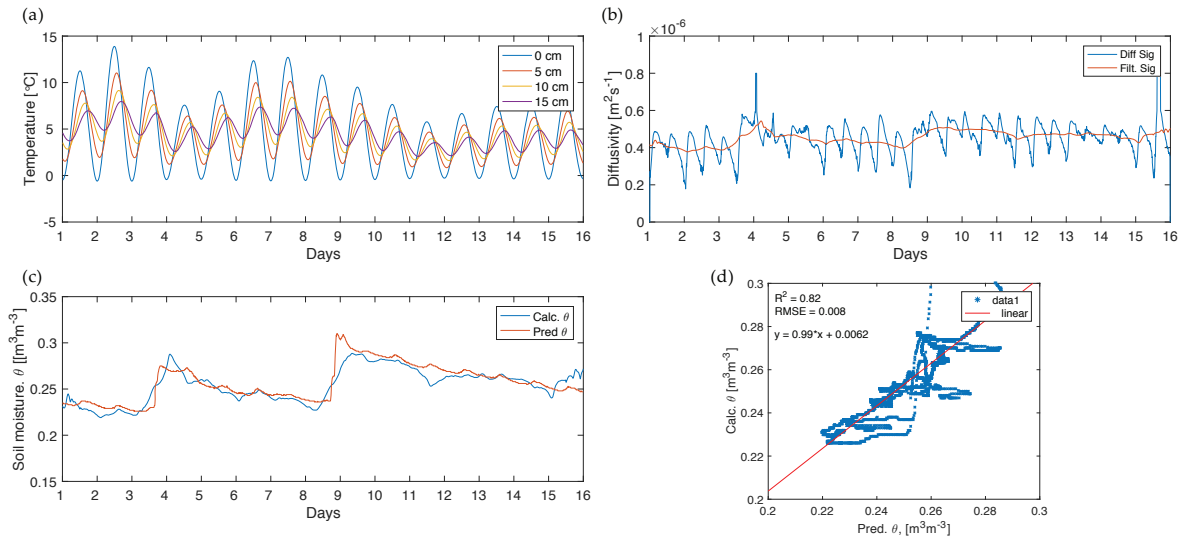 (a)
15
10
5
0
-5
Temperature [°C]
1 2 3 4 5 6 7 8 9 10 11 12 13 14 15 16
Days
0 cm
5 cm
10 cm
15 cm
(b)
×10⁻⁶
1
0.8
0.6
0.4
0.2
0
Diffusivity [m²s⁻¹]
1 2 3 4 5 6 7 8 9 10 11 12 13 14 15 16
Days
Diff Sig
Filt. Sig
(c)
0.35
0.3
0.25
0.2
0.15
Soil moisture. θ [[m³m⁻³]
1 2 3 4 5 6 7 8 9 10 11 12 13 14 15 16
Days
Calc. θ
Pred θ
(d)
0.3
0.28
0.26
0.24
0.22
0.2
Calc. θ [m³m⁻³]
0.2 0.22 0.24 0.26 0.28 0.3
Pred. θ, [m³m⁻³]
R² = 0.82
RMSE = 0.008
y = 0.99*x + 0.0062
data1
linear